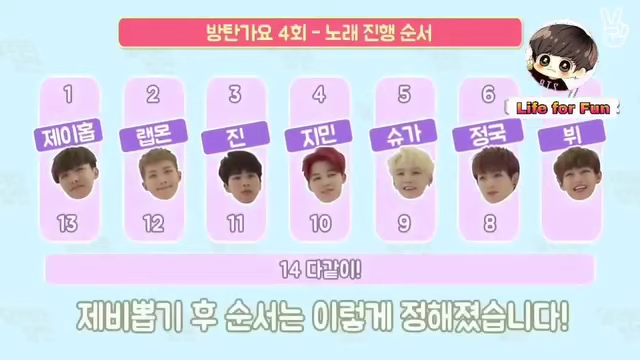 방탄가요 4회 - 노래 진행 순서
BTS
Life for Fun
1 2 3 4 5 6
제이홉 랩몬 진 지민 슈가 정국 뷔
13 12 11 10 9 8
14 다같이!
제비뽑기 후 순서는 이렇게 정해졌습니다!